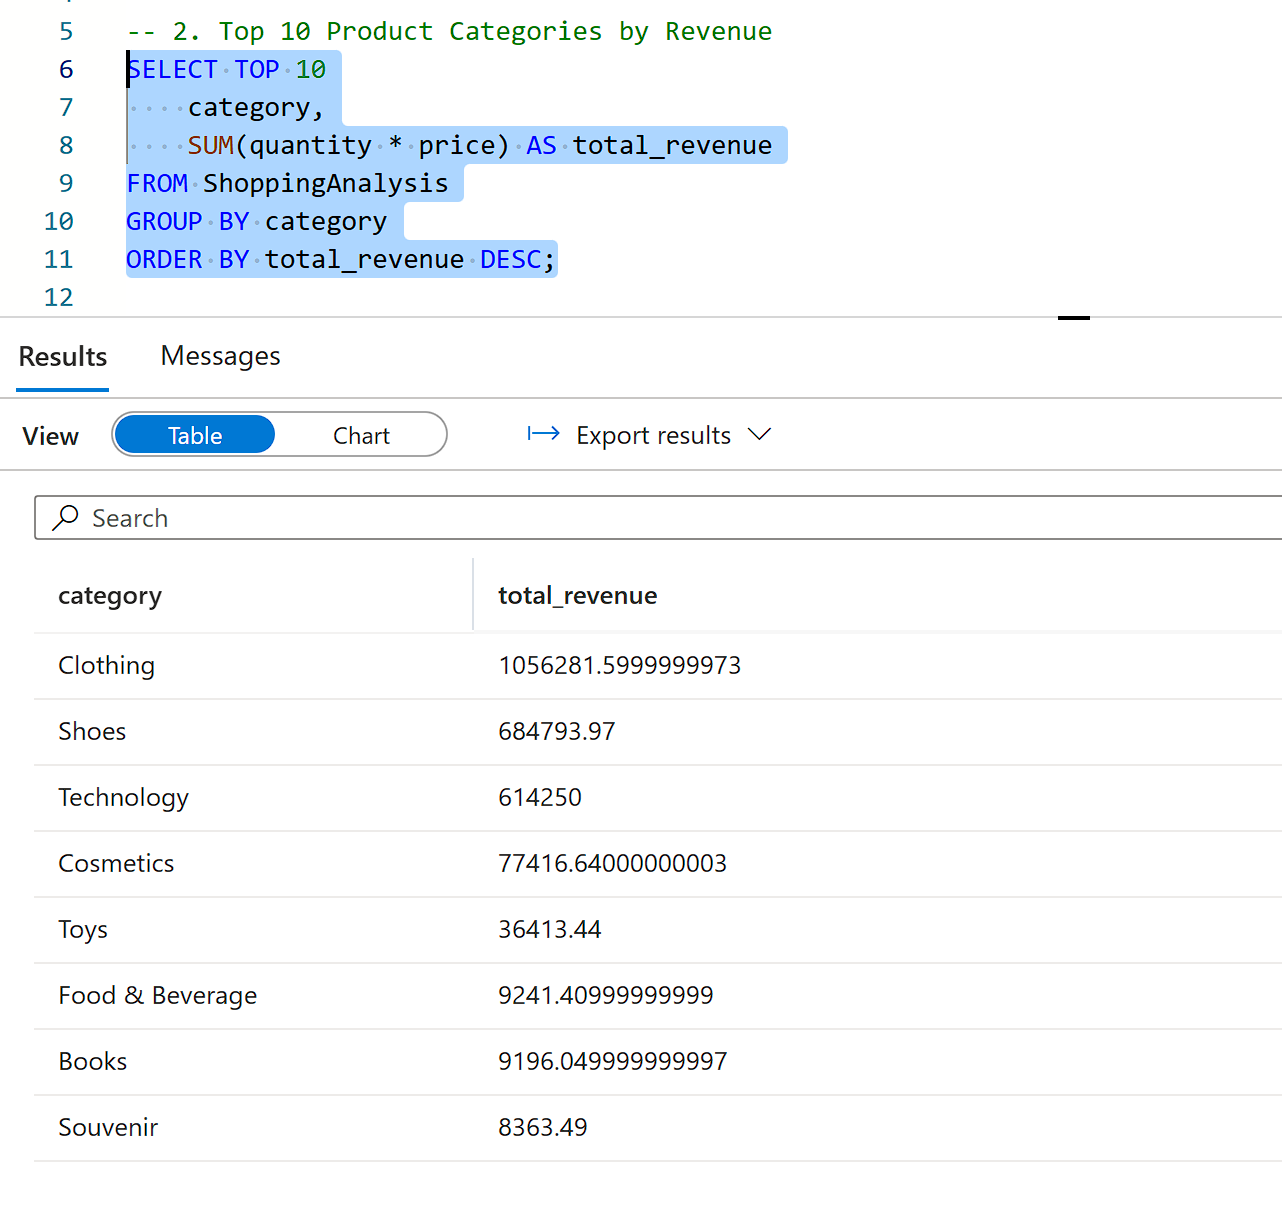 5 -- 2. Top 10 Product Categories by Revenue
6 SELECT TOP 10
7     category,
8     SUM(quantity * price) AS total_revenue
9 FROM ShoppingAnalysis
10 GROUP BY category
11 ORDER BY total_revenue DESC;
12
Results Messages
View Table Chart Export results
Search
category total_revenue
Clothing 1056281.5999999973
Shoes 684793.97
Technology 614250
Cosmetics 77416.64000000003
Toys 36413.44
Food & Beverage 9241.40999999999
Books 9196.049999999997
Souvenir 8363.49